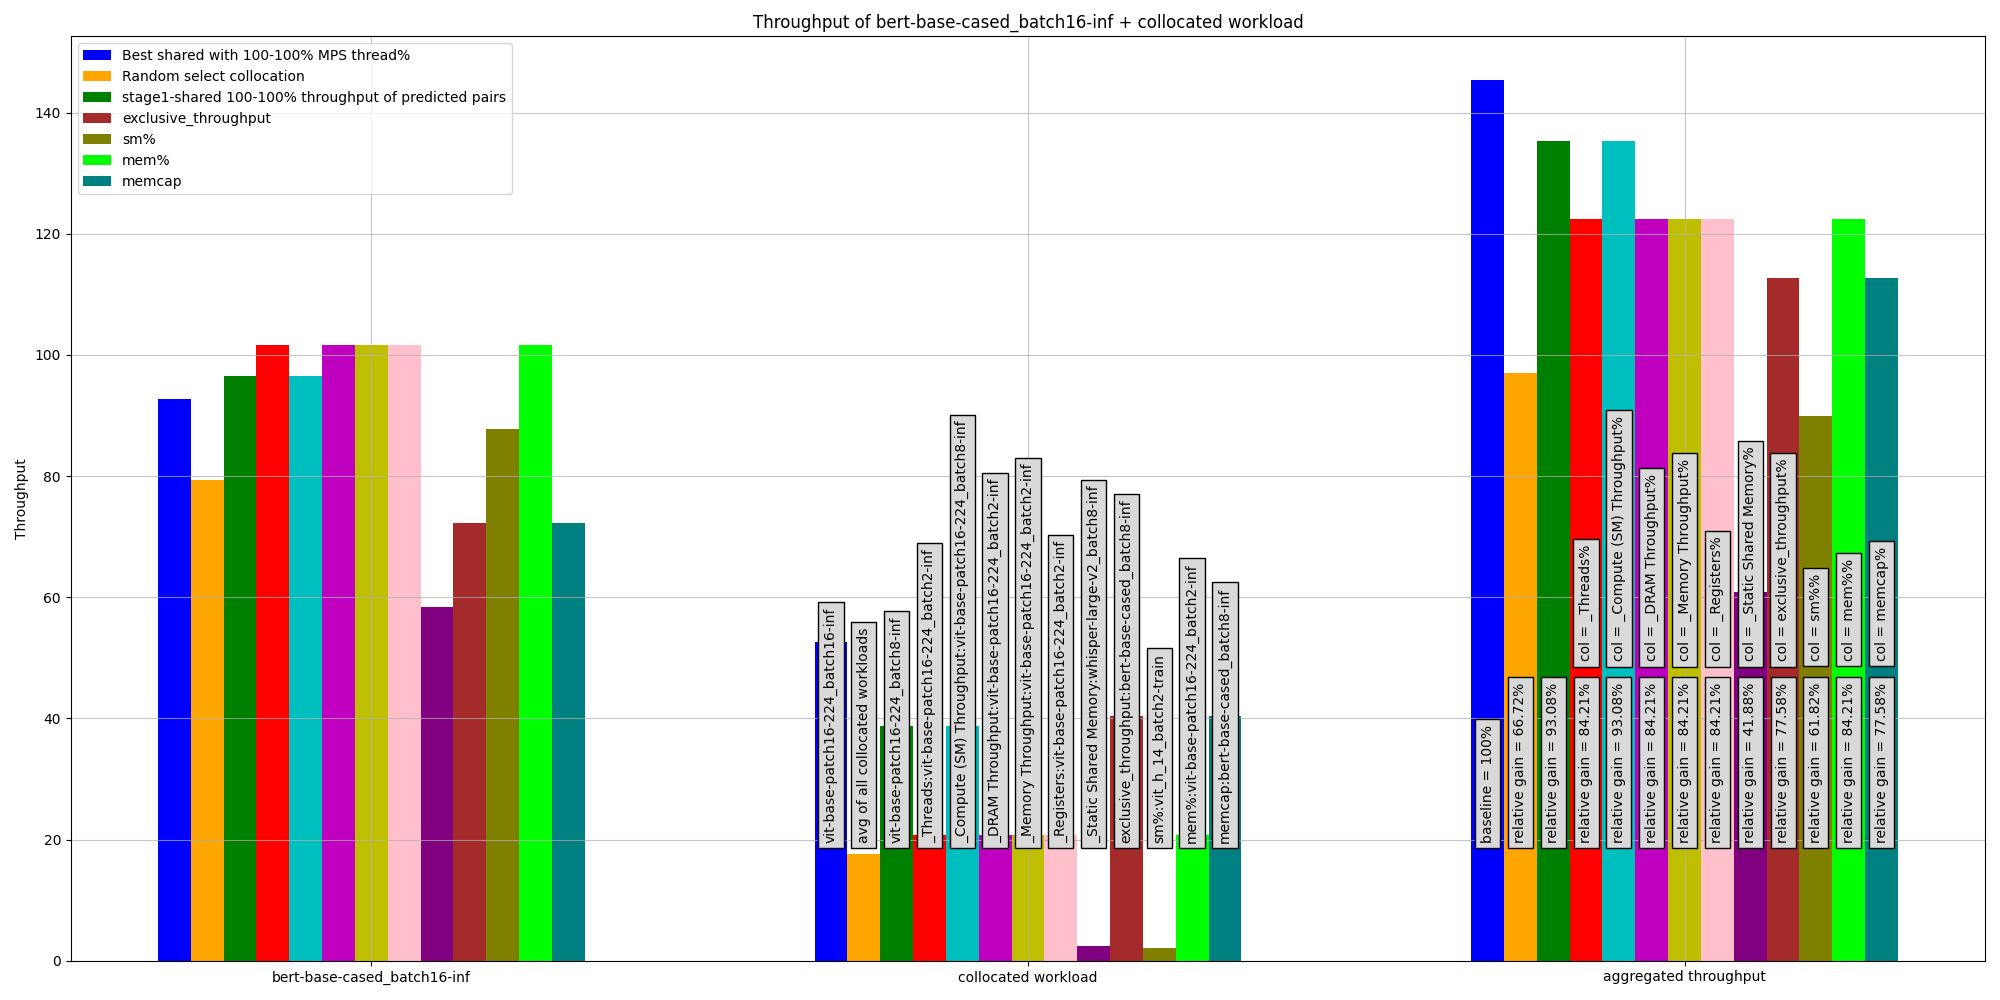 Throughput of bert-base-cased_batch16-inf + collocated workload
Best shared with 100-100% MPS thread%
Random select collocation
stage1-shared 100-100% throughput of predicted pairs
exclusive_throughput
sm%
mem%
memcap
Throughput
140
120
100
80
60
40
20
0
vit-base-patch16-224_batch16-inf
avg of all collocated workloads
vit-base-patch16-224_batch8-inf
_Threads:vit-base-patch16-224_batch2-inf
_Compute (SM) Throughput:vit-base-patch16-224_batch8-inf
_DRAM Throughput:vit-base-patch16-224_batch2-inf
_Memory Throughput:vit-base-patch16-224_batch2-inf
_Registers:vit-base-patch16-224_batch2-inf
_Static Shared Memory:whisper-large-v2_batch8-inf
exclusive_throughput:bert-base-cased_batch8-inf
sm%:vit_h_14_batch2-train
mem%:vit-base-patch16-224_batch2-inf
memcap:bert-base-cased_batch8-inf
col = _Threads%
col = _Compute (SM) Throughput%
col = _DRAM Throughput%
col = _Memory Throughput%
col = _Registers%
col = _Static Shared Memory%
col = exclusive_throughput%
col = sm%%
col = mem%%
col = memcap%
baseline = 100%
relative gain = 66.72%
relative gain = 93.08%
relative gain = 84.21%
relative gain = 93.08%
relative gain = 84.21%
relative gain = 84.21%
relative gain = 84.21%
relative gain = 41.88%
relative gain = 77.58%
relative gain = 61.82%
relative gain = 84.21%
relative gain = 77.58%
bert-base-cased_batch16-inf
collocated workload
aggregated throughput